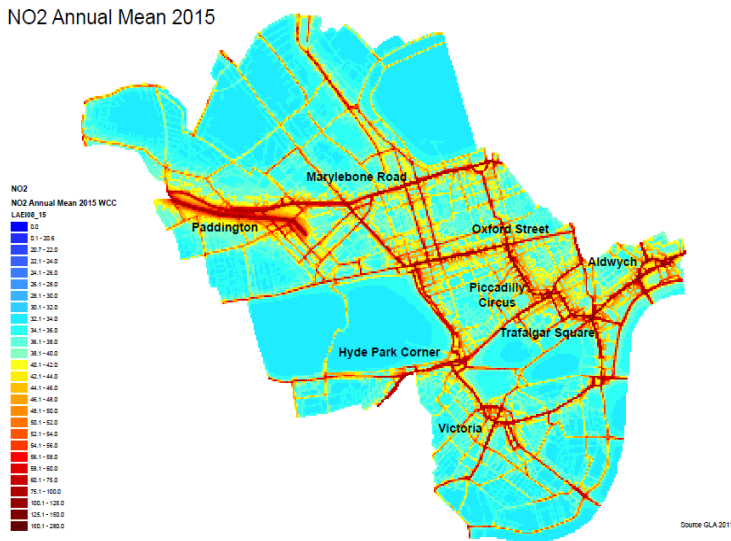 NO2 Annual Mean 2015
Marylebone Road
Paddington
Oxford Street
Aldwych
Piccadilly
Circus
Trafalgar Square
Hyde Park Corner
Victoria
NO2
NO2 Annual Mean 2015 WCC
LAEI08_15
0.0
0.1 - 20.6
20.7 - 22.0
22.1 - 24.0
24.1 - 26.0
26.1 - 28.0
28.1 - 30.0
30.1 - 32.0
32.1 - 34.0
34.1 - 36.0
36.1 - 38.0
38.1 - 40.0
40.1 - 42.0
42.1 - 44.0
44.1 - 46.0
46.1 - 48.0
48.1 - 50.0
50.1 - 52.0
52.1 - 54.0
54.1 - 56.0
56.1 - 58.0
58.1 - 60.0
60.1 - 75.0
75.1 - 100.0
100.1 - 125.0
125.1 - 150.0
150.1 - 280.0
Source GLA